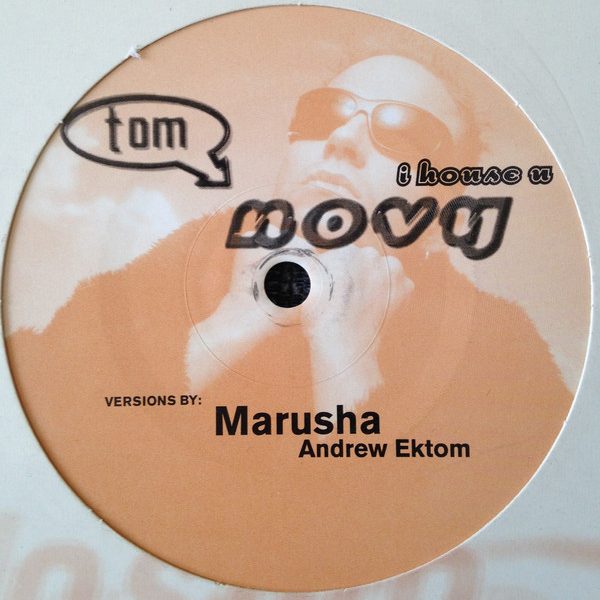 tom
i house u
novy
VERSIONS BY:
Marusha
Andrew Ektom